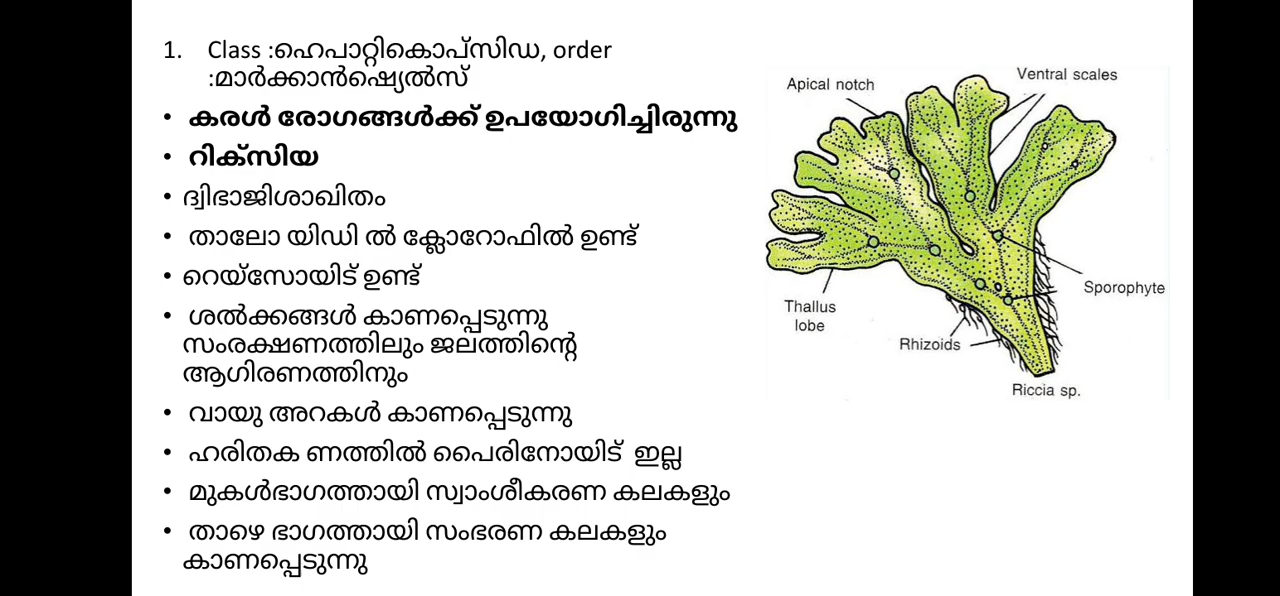 1. Class :ഹെപാറ്റികൊപ്സിഡ, order
:മാർക്കാൻഷ്യെൽസ്
• കരൾ രോഗങ്ങൾക്ക് ഉപയോഗിച്ചിരുന്നു
• റിക്സിയ
• ദ്വിഭാജിശാഖിതം
• താലോ യിഡി ൽ ക്ലോറോഫിൽ ഉണ്ട്
• റെയ്സോയിട് ഉണ്ട്
• ശൽക്കങ്ങൾ കാണപ്പെടുന്നു
സംരക്ഷണത്തിലും ജലത്തിന്റെ
ആഗിരണത്തിനും
• വായു അറകൾ കാണപ്പെടുന്നു
• ഹരിതക ണത്തിൽ പൈരിനോയിട് ഇല്ല
• മുകൾഭാഗത്തായി സ്വാംശീകരണ കലകളും
• താഴെ ഭാഗത്തായി സംഭരണ കലകളും
കാണപ്പെടുന്നു
Apical notch
Ventral scales
Thallus
lobe
Rhizoids
Sporophyte
Riccia sp.